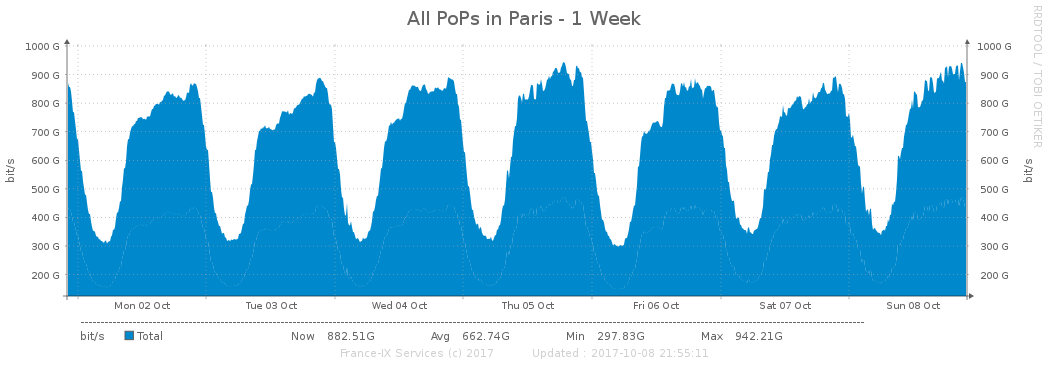 All PoPs in Paris - 1 Week
RRDTOOL / TOBI OETIKER
bit/s
bit/s
1000 G 1000 G
900 G 900 G
800 G 800 G
700 G 700 G
600 G 600 G
500 G 500 G
400 G 400 G
300 G 300 G
200 G 200 G
Mon 02 Oct Tue 03 Oct Wed 04 Oct Thu 05 Oct Fri 06 Oct Sat 07 Oct Sun 08 Oct
bit/s Total Now 882.51G Avg 662.74G Min 297.83G Max 942.21G
France-IX Services (c) 2017 Updated : 2017-10-08 21:55:11